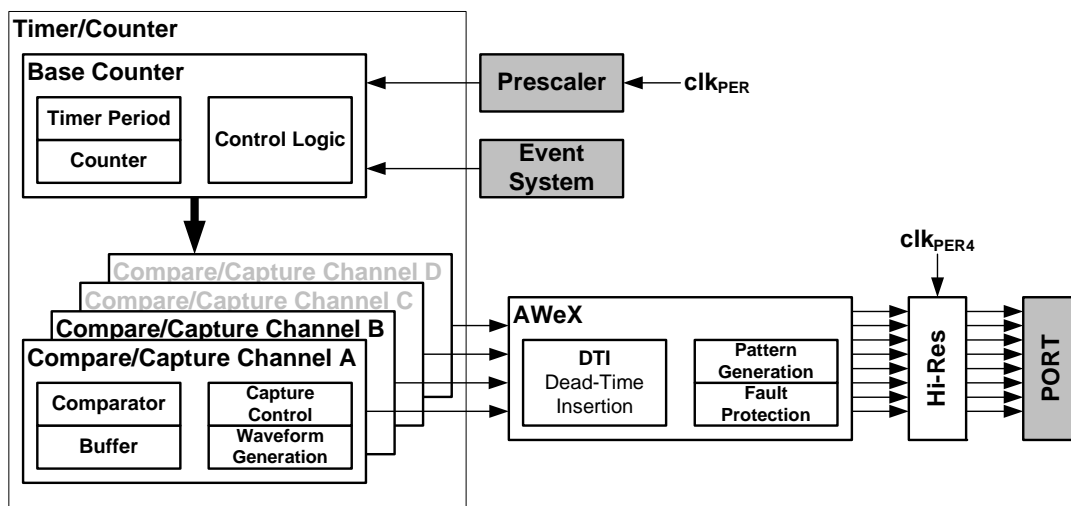 Timer/Counter
Base Counter
Timer Period
Counter
Control Logic
Prescaler
clkPER
Event
System
Compare/Capture Channel D
Compare/Capture Channel C
Compare/Capture Channel B
Compare/Capture Channel A
Comparator
Buffer
Capture
Control
Waveform
Generation
AWeX
DTI
Dead-Time
Insertion
Pattern
Generation
Fault
Protection
clkPER4
Hi-Res
PORT